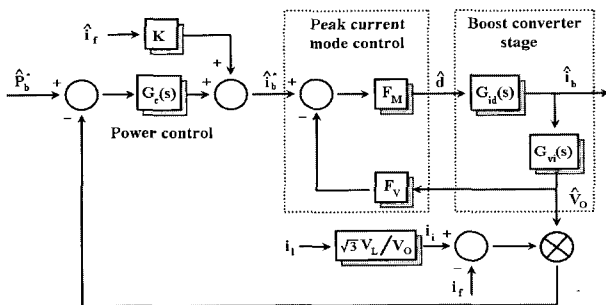 Peak current
mode control
Boost converter
stage
î_f
K
P̂_b^*
+
−
G_c(s)
+
+
î_b^*
+
−
F_M
d̂
G_id(s)
î_b
Power control
G_vi(s)
F_V
V̂_O
i_l
√3 V_L/V_O
i_i
+
−
i_f